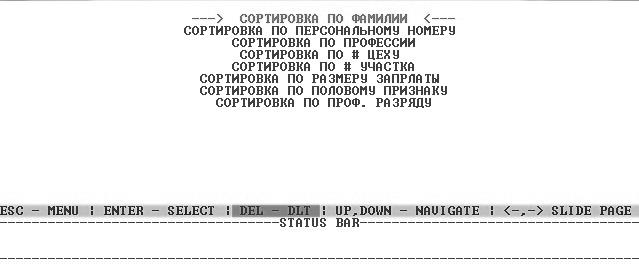 ---> СОРТИРОВКА ПО ФАМИЛИИ <---
СОРТИРОВКА ПО ПЕРСОНАЛЬНОМУ НОМЕРУ
СОРТИРОВКА ПО ПРОФЕССИИ
СОРТИРОВКА ПО # ЦЕХУ
СОРТИРОВКА ПО # УЧАСТКА
СОРТИРОВКА ПО РАЗМЕРУ ЗАПРЛАТЫ
СОРТИРОВКА ПО ПОЛОВОМУ ПРИЗНАКУ
СОРТИРОВКА ПО ПРОФ. РАЗРЯДУ
ESC - MENU ¦ ENTER - SELECT ¦ DEL - DLT ¦ UP,DOWN - NAVIGATE ¦ <-,-> SLIDE PAGE
STATUS BAR